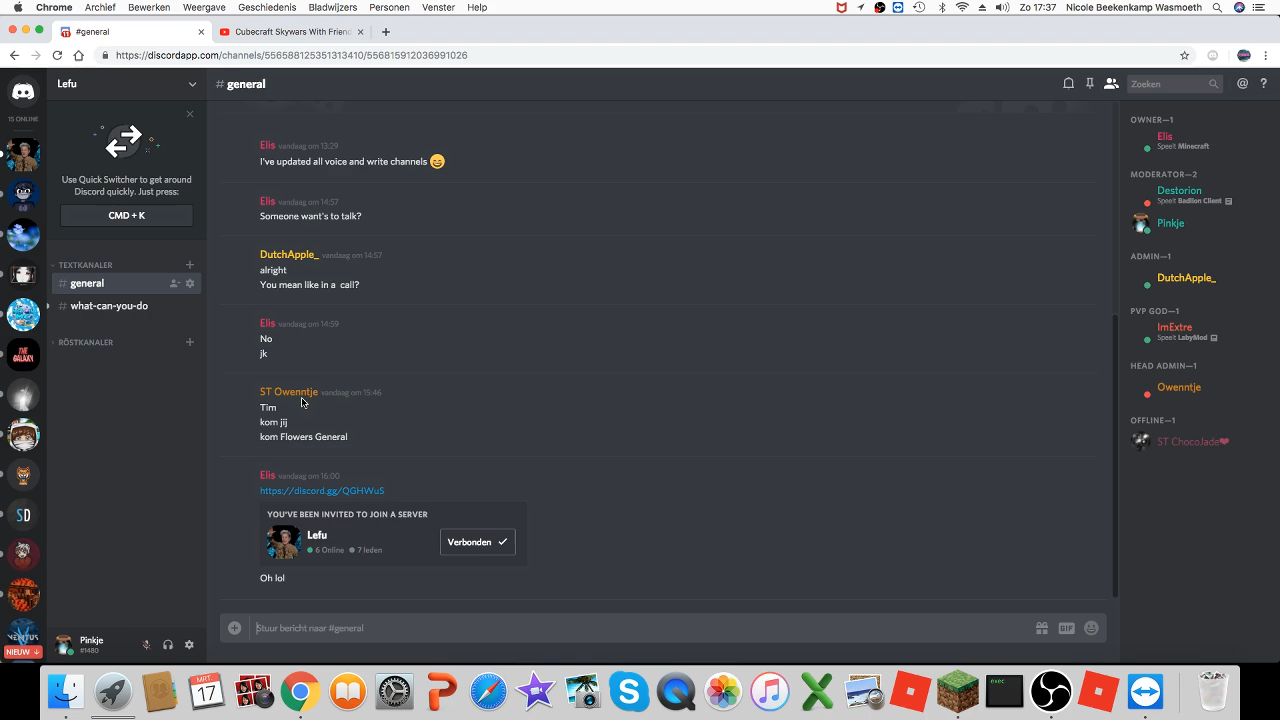 Chrome Archief Bewerken Weergave Geschiedenis Bladwijzers Personen Venster Help Zo 17:37 Nicole Beekenkamp Wasmoeth
#general Cubecraft Skywars With Friend
https://discordapp.com/channels/556588125351313410/556815912036991026
Lefu
# general
Zoeken
15 ONLINE
Use Quick Switcher to get around
Discord quickly. Just press:
CMD + K
TEXTKANALER
# general
# what-can-you-do
RÖSTKANALER
THE GALAXY
SD
NIEUW
Pinkje
#1480
Elis vandaag om 13:29
I've updated all voice and write channels 😄
Elis vandaag om 14:57
Someone want's to talk?
DutchApple_ vandaag om 14:57
alright
You mean like in a call?
Elis vandaag om 14:59
No
jk
ST Owenntje vandaag om 15:46
Tim
kom jij
kom Flowers General
Elis vandaag om 16:00
https://discord.gg/QGHWuS
YOU'VE BEEN INVITED TO JOIN A SERVER
Lefu
6 Online 7 leden
Verbonden
Oh lol
Stuur bericht naar #general
GIF
OWNER—1
Elis
Speelt Minecraft
MODERATOR—2
Destorion
Speelt Badlion Client
Pinkje
ADMIN—1
DutchApple_
PVP GOD—1
ImExtre
Speelt LabyMod
HEAD ADMIN—1
Owenntje
OFFLINE—1
ST ChocoJade❤
MRT
17
exec